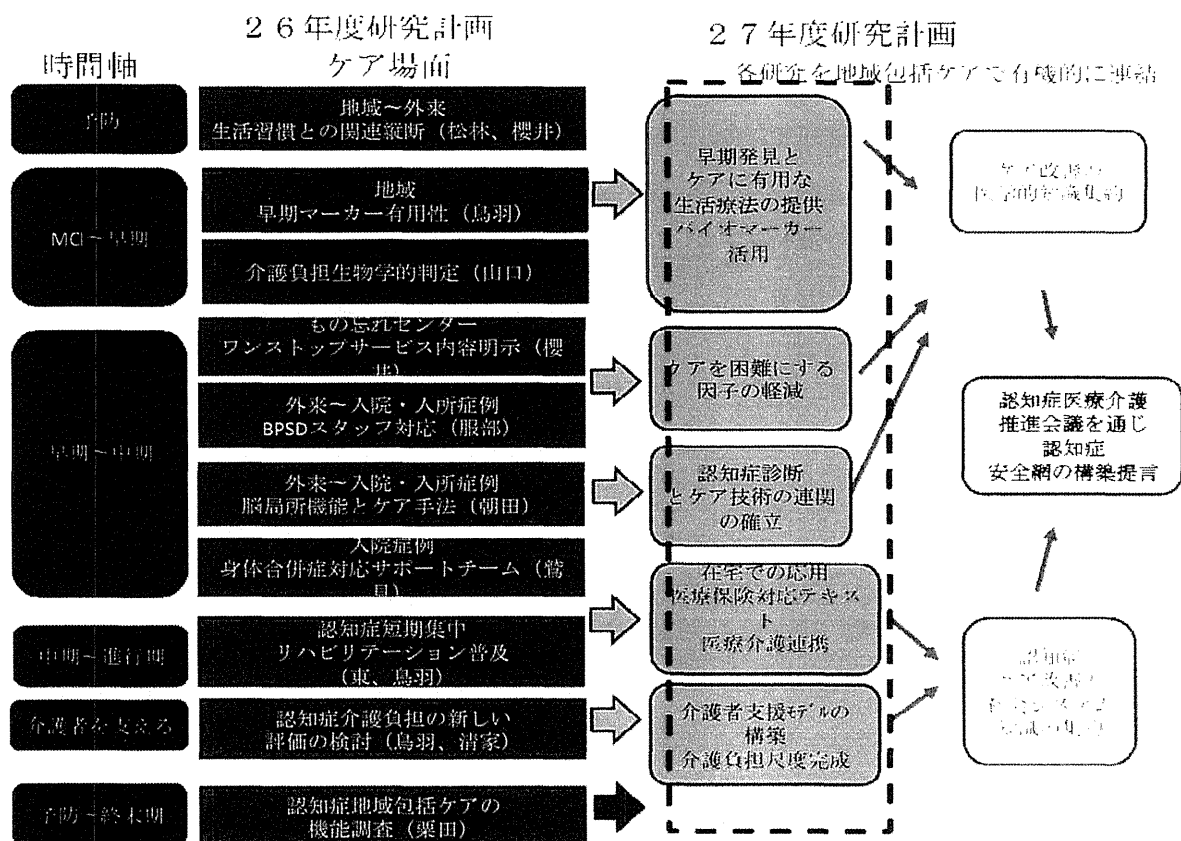 ２６年度研究計画
２７年度研究計画
時間軸
ケア場面
各研究を地域包括ケアで有機的に連結
予防
地域～外来
生活習慣との関連縦断（松林、櫻井）
MCI～早期
地域
早期マーカー有用性（鳥羽）
介護負担生物学的判定（山口）
早期～中期
もの忘れセンター
ワンストップサービス内容明示（櫻
井）
外来～入院・入所症例
BPSDスタッフ対応（服部）
外来～入院・入所症例
脳局所機能とケア手法（朝田）
入院症例
身体合併症対応サポートチーム（鷲
見）
中期～進行期
認知症短期集中
リハビリテーション普及
（東、鳥羽）
介護者を支える
認知症介護負担の新しい
評価の検討（鳥羽、清家）
予防～終末期
認知症地域包括ケアの
機能調査（粟田）
早期発見と
ケアに有用な
生活療法の提供
バイオマーカー
活用
ケアを困難にする
因子の軽減
認知症診断
とケア技術の連関
の確立
在宅での応用
医療保険対応テキス
ト
医療介護連携
介護者支援モデルの
構築
介護負担尺度完成
ケア改善の
医学的知識集約
認知症医療介護
推進会議を通じ
認知症
安全網の構築提言
認知症
ケア改善の